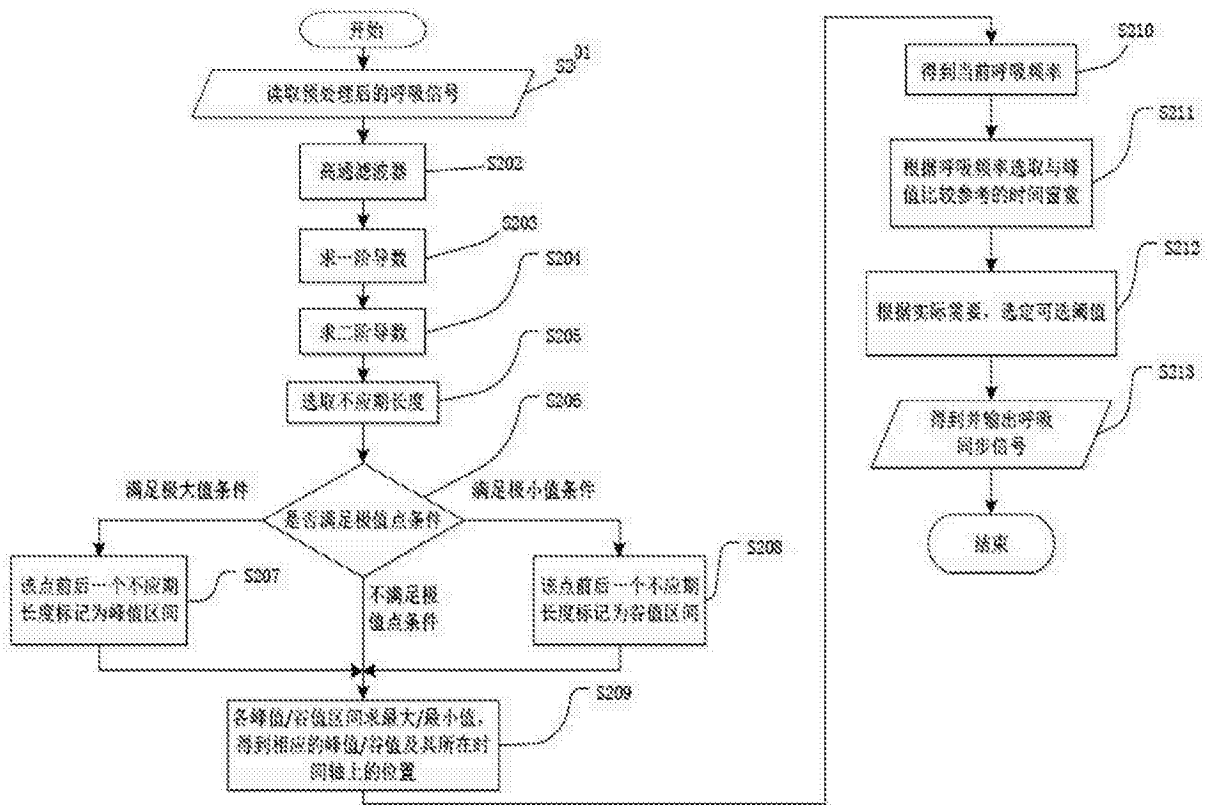 开始
S201
读取预处理后的呼吸信号
高通滤波器
S202
求一阶导数
S203
求二阶导数
S204
选取不应期长度
S205
S206
满足极大值条件
满足极小值条件
是否满足极值点条件
该点前后一个不应期
长度标记为峰值区间
S207
不满足极
值点条件
该点前后一个不应期
长度标记为谷值区间
S208
各峰值/谷值区间求最大/最小值,
得到相应的峰值/谷值及其所在时
间轴上的位置
S209
得到当前呼吸频率
S210
根据呼吸频率选取与峰
值比较参考的时间窗宽
S211
根据实际需要，选定可选阈值
S212
得到并输出呼吸
同步信号
S213
结束